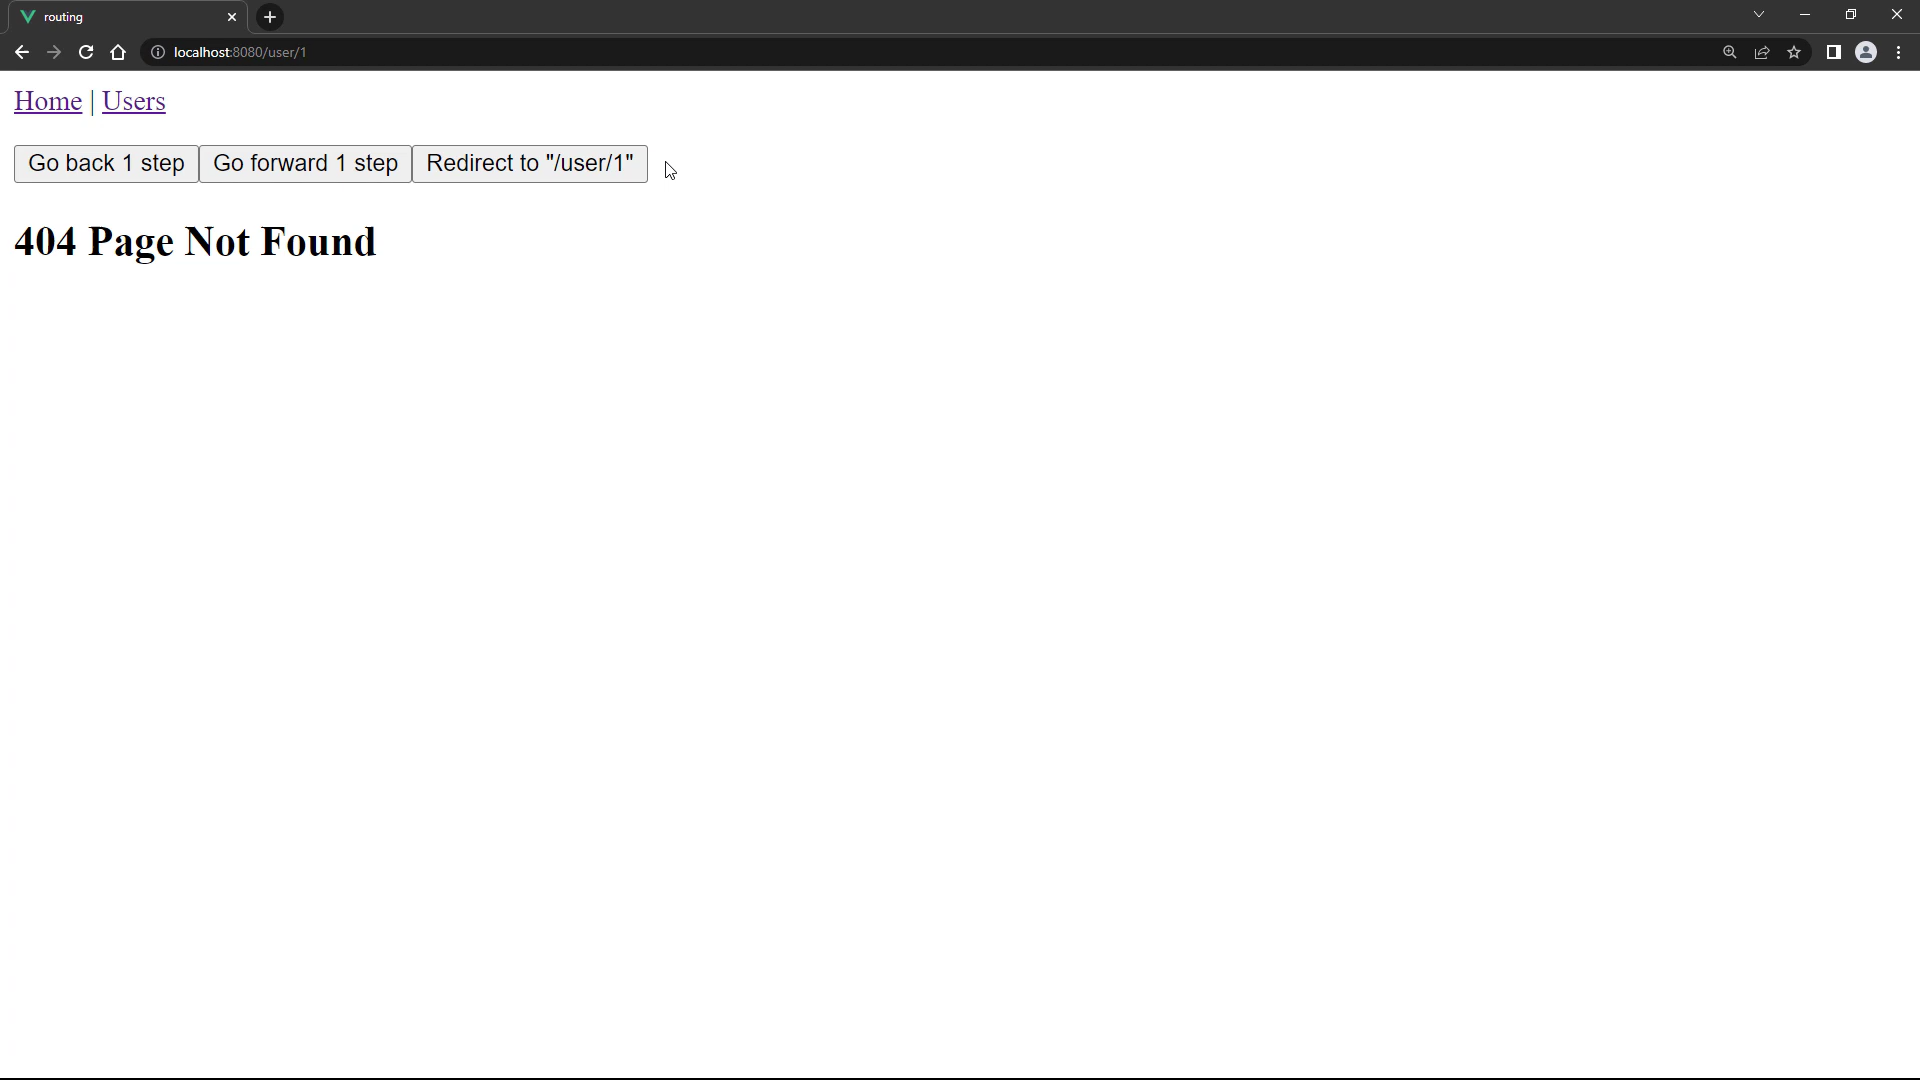 routing
localhost:8080/user/1
Home | Users
Go back 1 step Go forward 1 step Redirect to "/user/1"
404 Page Not Found